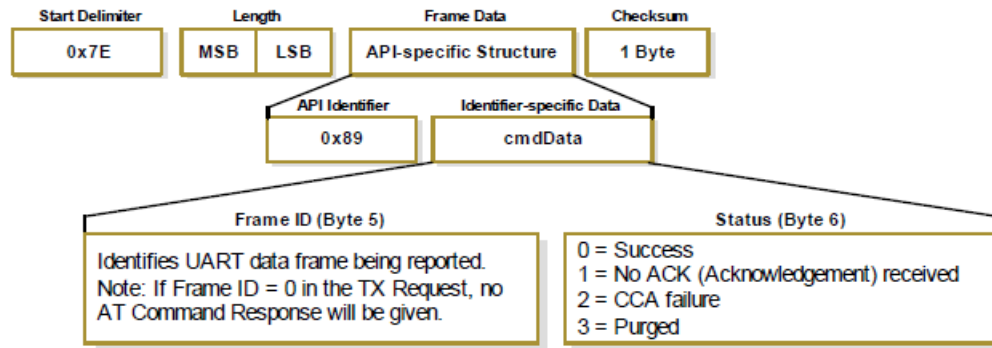 Start Delimiter Length Frame Data Checksum
0x7E MSB LSB API-specific Structure 1 Byte
API Identifier Identifier-specific Data
0x89 cmdData
Frame ID (Byte 5)
Identifies UART data frame being reported.
Note: If Frame ID = 0 in the TX Request, no
AT Command Response will be given.
Status (Byte 6)
0 = Success
1 = No ACK (Acknowledgement) received
2 = CCA failure
3 = Purged